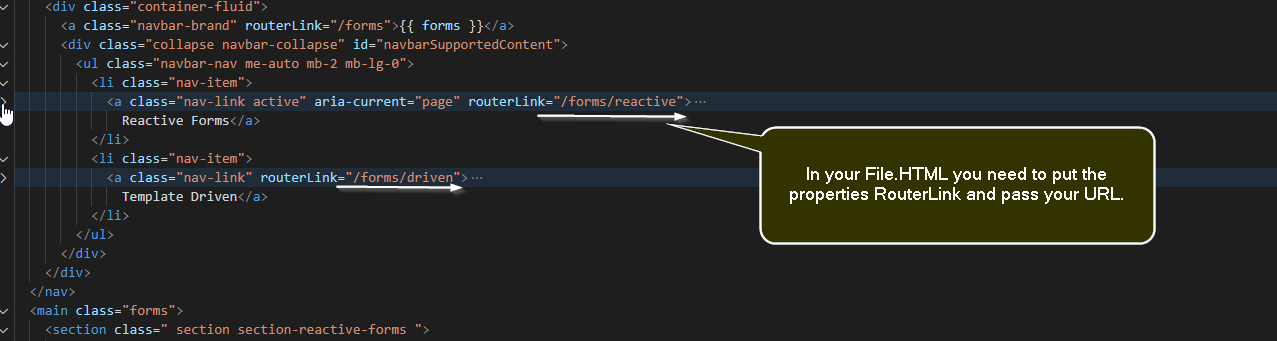 <div class="container-fluid">
<a class="navbar-brand" routerLink="/forms">{{ forms }}</a>
<div class="collapse navbar-collapse" id="navbarSupportedContent">
<ul class="navbar-nav me-auto mb-2 mb-lg-0">
<li class="nav-item">
<a class="nav-link active" aria-current="page" routerLink="/forms/reactive">···
Reactive Forms</a>
</li>
<li class="nav-item">
<a class="nav-link" routerLink="/forms/driven">···
Template Driven</a>
</li>
</ul>
</div>
</div>
</nav>
<main class="forms">
<section class=" section section-reactive-forms ">
In your File.HTML you need to put the
properties RouterLink and pass your URL.